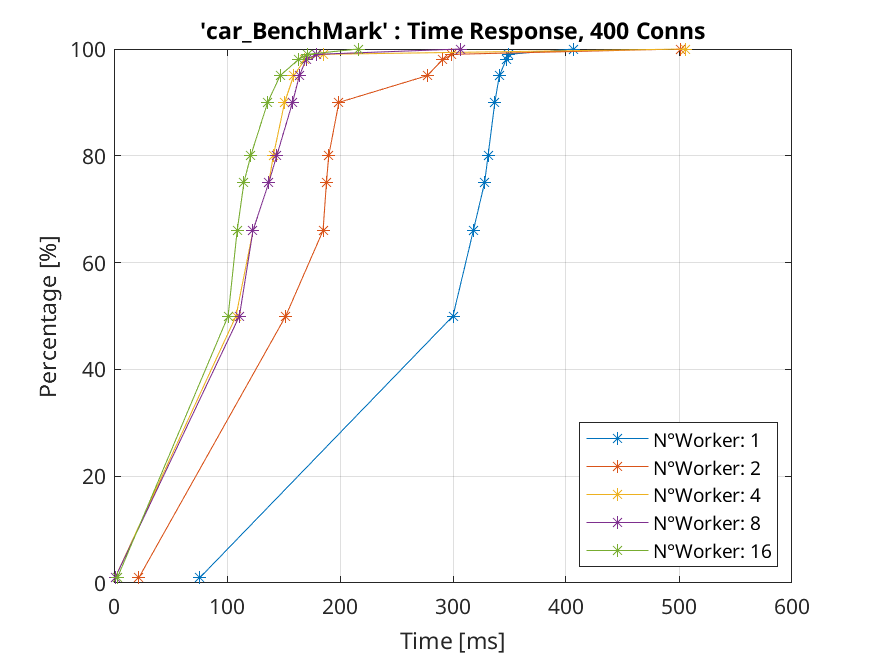 'car_BenchMark' : Time Response, 400 Conns
100
80
60
40
20
0
Percentage [%]
0 100 200 300 400 500 600
Time [ms]
N°Worker: 1
N°Worker: 2
N°Worker: 4
N°Worker: 8
N°Worker: 16